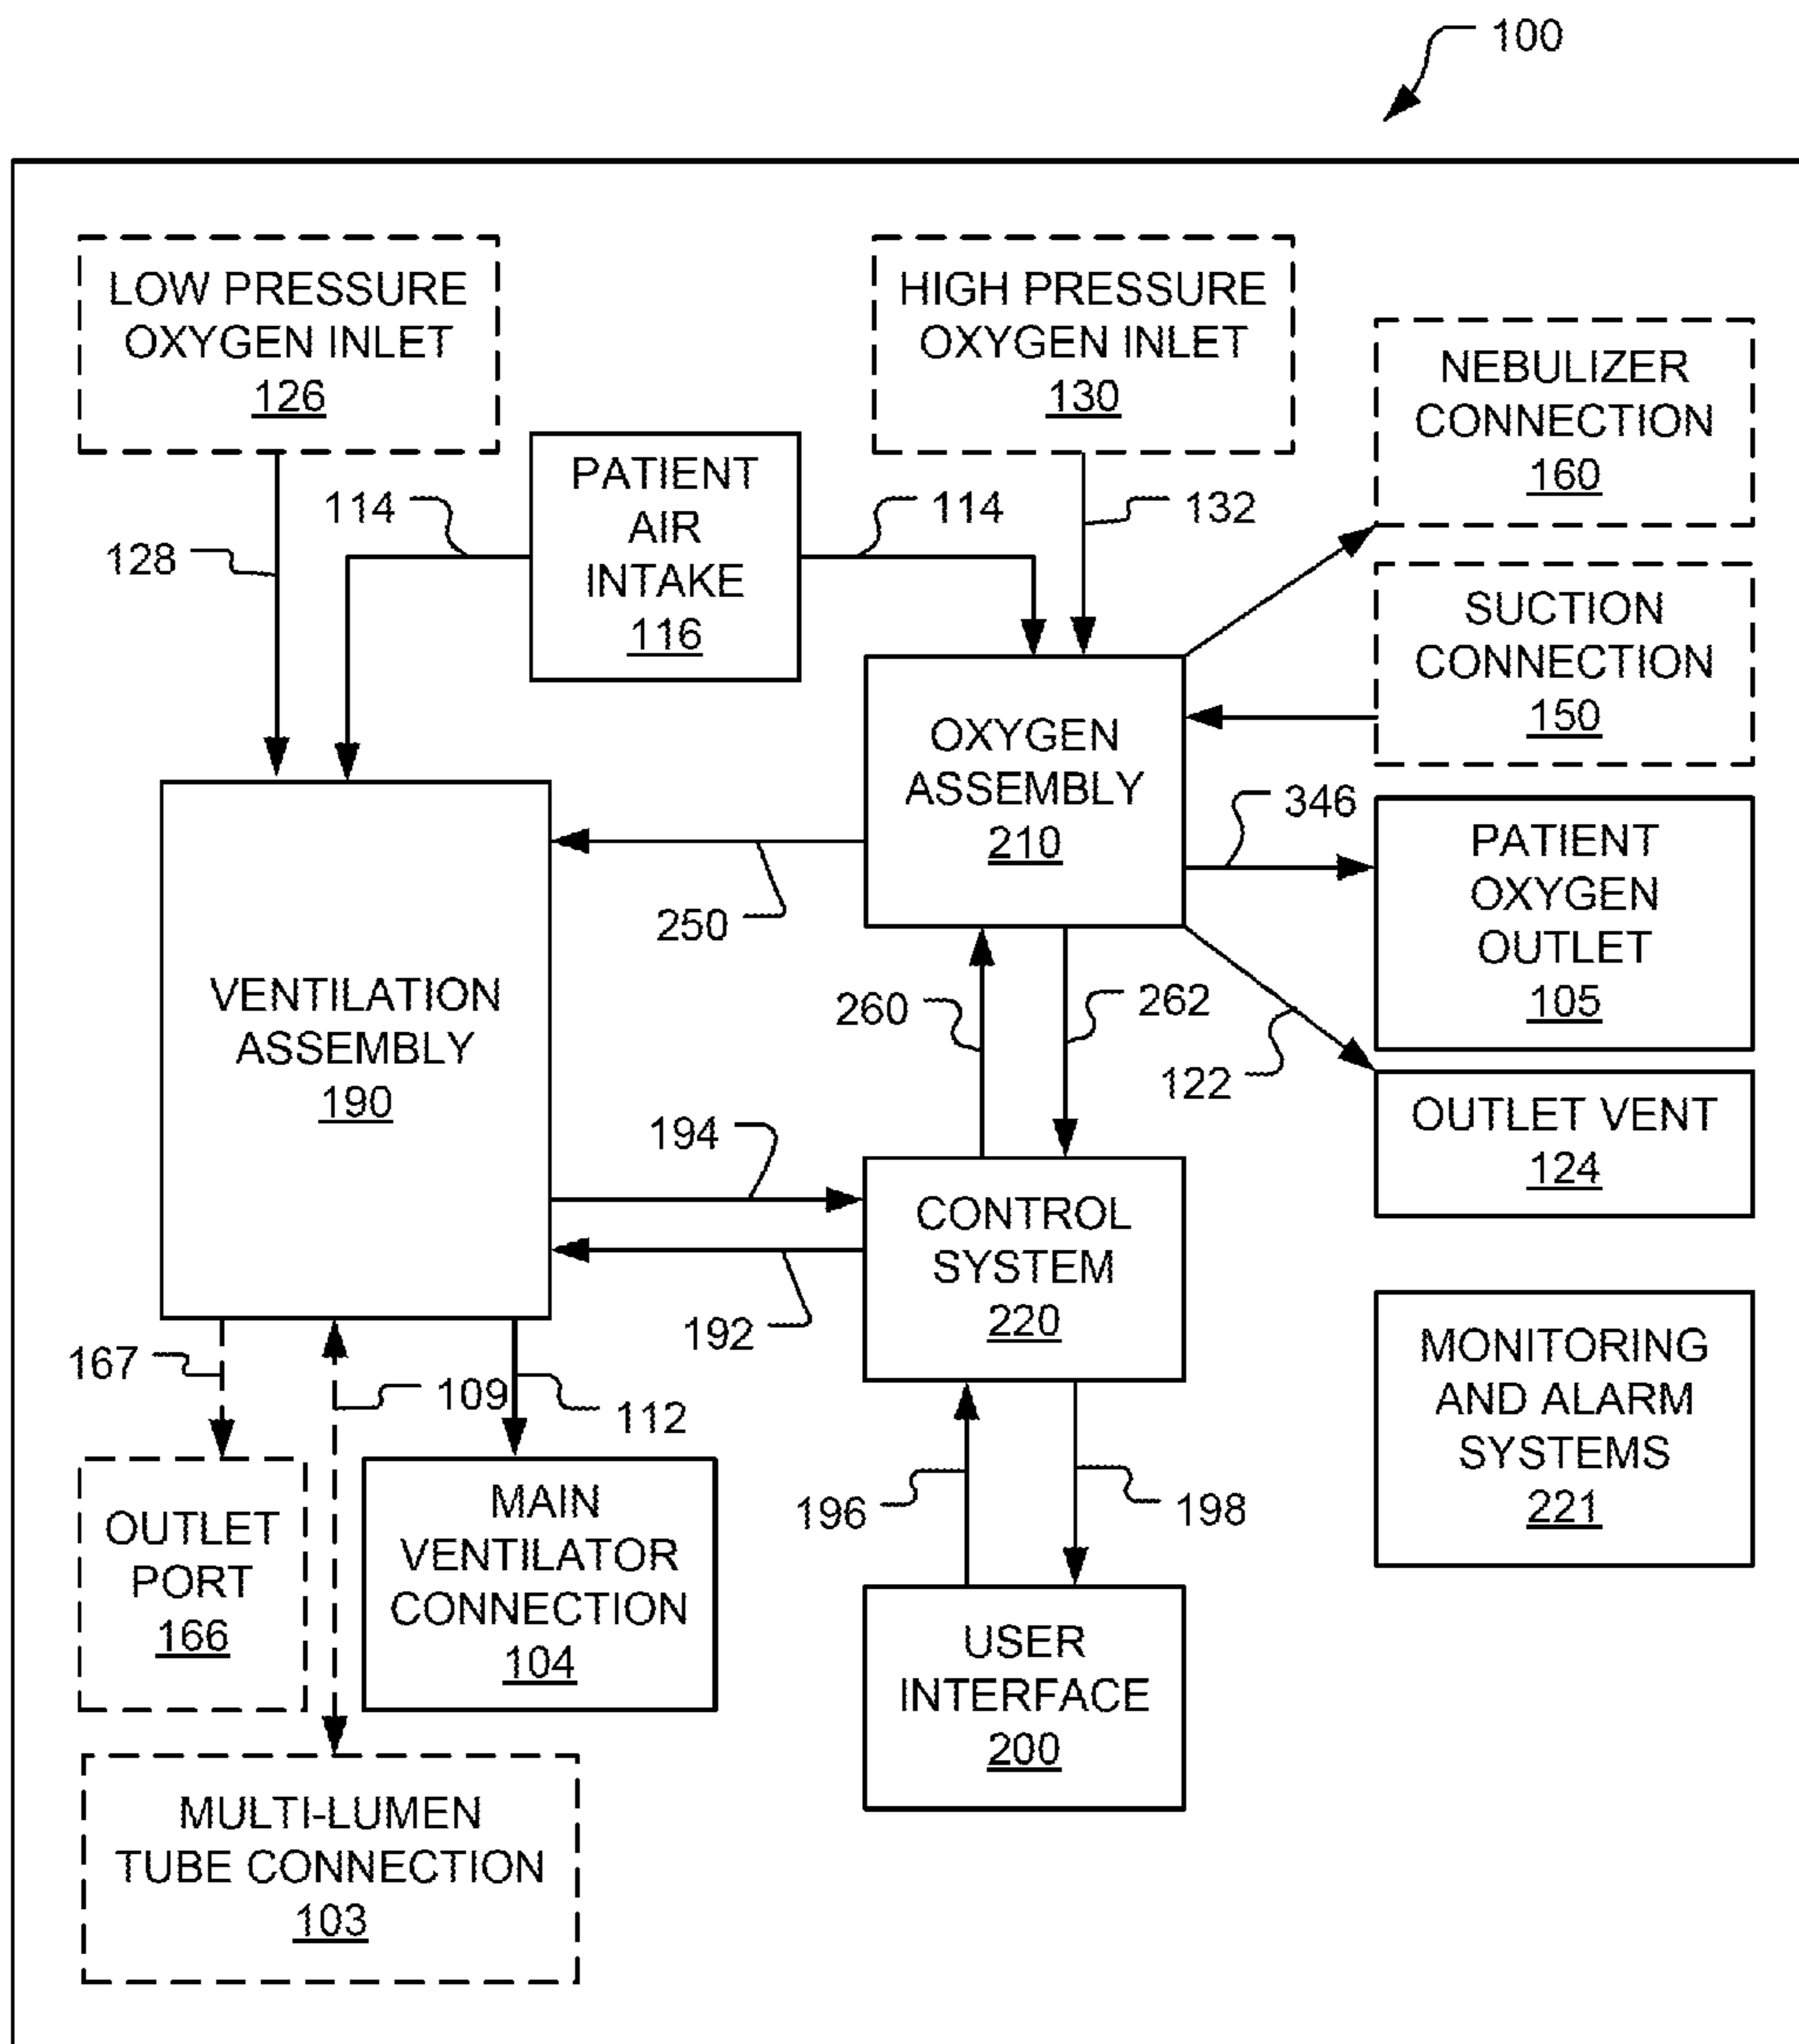 100
LOW PRESSURE
OXYGEN INLET
126
HIGH PRESSURE
OXYGEN INLET
130
NEBULIZER
CONNECTION
160
PATIENT
AIR
INTAKE
116
114
114
132
128
SUCTION
CONNECTION
150
OXYGEN
ASSEMBLY
210
346
PATIENT
OXYGEN
OUTLET
105
250
VENTILATION
ASSEMBLY
190
260
262
122
OUTLET VENT
124
194
CONTROL
SYSTEM
220
192
MONITORING
AND ALARM
SYSTEMS
221
167
109
112
OUTLET
PORT
166
MAIN
VENTILATOR
CONNECTION
104
196
198
USER
INTERFACE
200
MULTI-LUMEN
TUBE CONNECTION
103